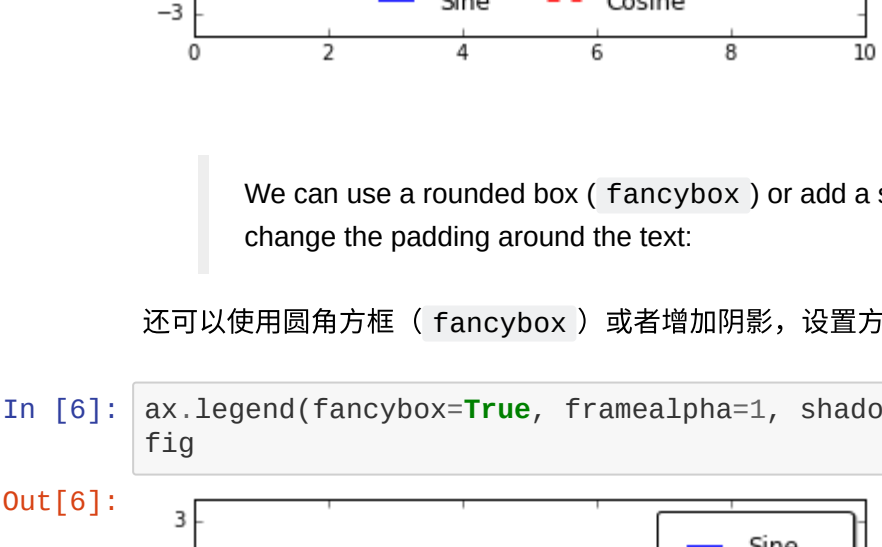 −3 Sine Cosine
0 2 4 6 8 10
We can use a rounded box ( fancybox ) or add a
change the padding around the text:
还可以使用圆角方框（ fancybox ）或者增加阴影，设置方
In [6]: ax.legend(fancybox=True, framealpha=1, shado
fig
Out[6]:
3 Sine